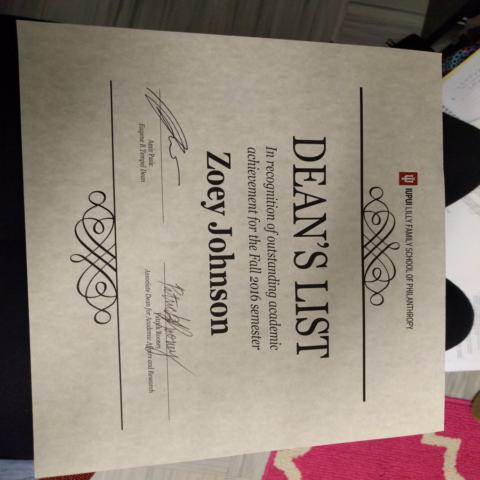 IUPUI LILLY FAMILY SCHOOL OF PHILANTHROPY
DEAN'S LIST
In recognition of outstanding academic
achievement for the Fall 2016 semester
Zoey Johnson
Amir Pasic
Eugene R. Tempel Dean
Patrick Rooney
Associate Dean for Academic Affairs and Research